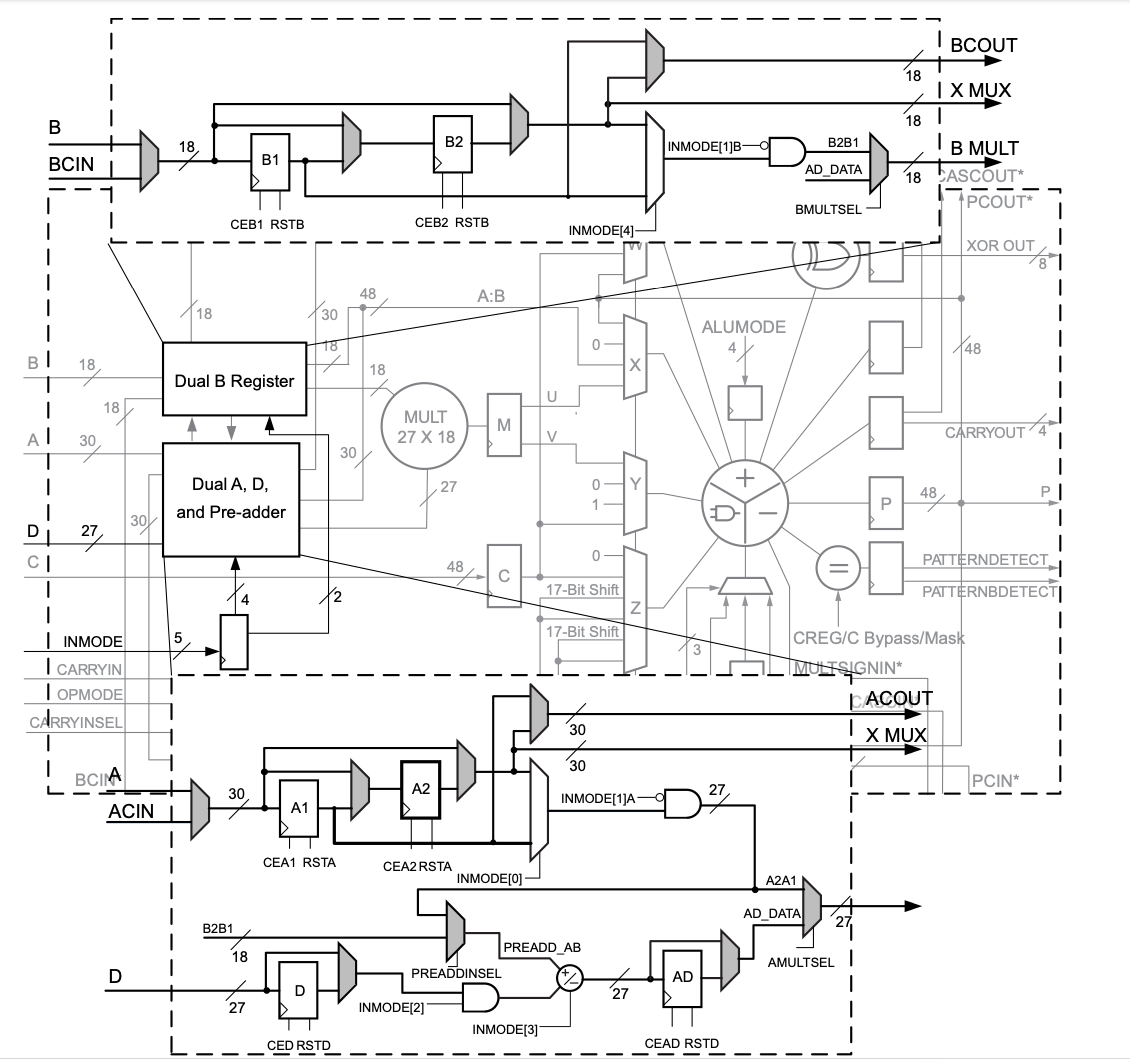 BCOUT
18
X MUX
B
18
BCIN
18
B1
B2
INMODE[1]B
B2B1
B MULT
AD_DATA
18
CASCOUT*
BMULTSEL
PCOUT*
CEB1 RSTB
CEB2 RSTB
INMODE[4]
W
XOR OUT
8
48
A:B
18
30
18
ALUMODE
4
0
48
B
18
Dual B Register
18
X
18
MULT
27 X 18
U
M
V
CARRYOUT
4
A
30
30
Dual A, D,
and Pre-adder
27
0
Y
1
48
P
P
30
D
27
C
48
C
0
17-Bit Shift
Z
17-Bit Shift
PATTERNDETECT
PATTERNBDETECT
4
2
INMODE
5
3
CREG/C Bypass/Mask
MULTSIGNIN*
CARRYIN
OPMODE
CARRYINSEL
ACOUT
30
X MUX
30
BCIN*
A
PCIN*
ACIN
30
A1
A2
INMODE[1]A
27
CEA1 RSTA
CEA2 RSTA
INMODE[0]
A2A1
AD_DATA
27
B2B1
18
PREADD_AB
AMULTSEL
PREADDINSEL
D
27
D
INMODE[2]
27
AD
INMODE[3]
CED RSTD
CEAD RSTD